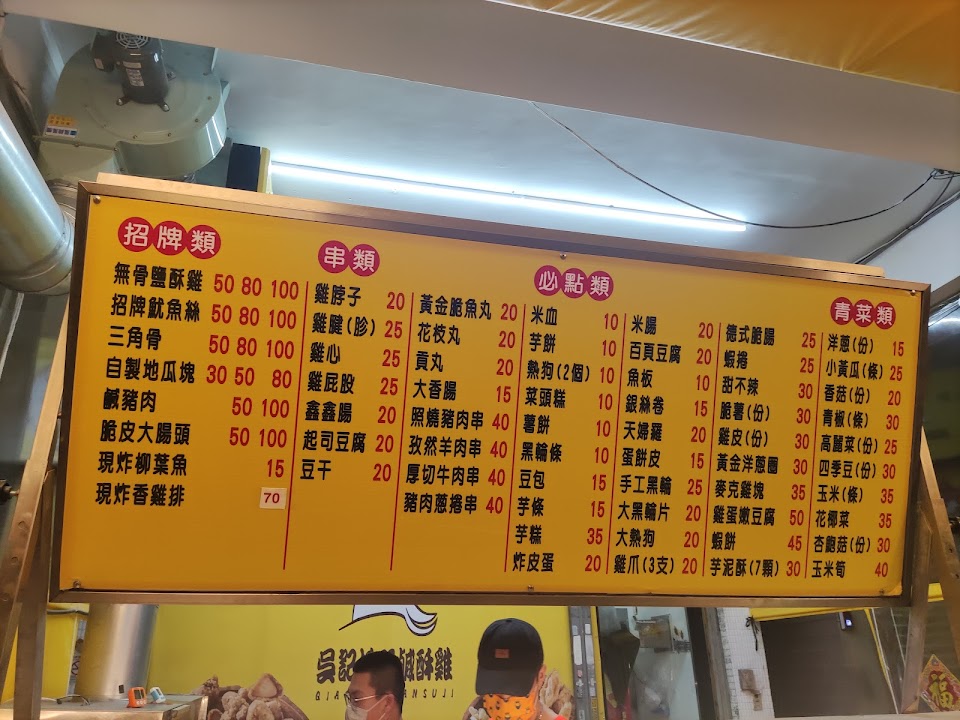 招牌類
無骨鹽酥雞 50 80 100
招牌魷魚絲 50 80 100
三角骨 50 80 100
自製地瓜塊 30 50 80
鹹豬肉 50 100
脆皮大腸頭 50 100
現炸柳葉魚 15
現炸香雞排 70
串類
雞脖子 20
雞腱(胗) 25
雞心 25
雞屁股 25
鑫鑫腸 20
起司豆腐 20
豆干 20
黃金脆魚丸 20
花枝丸 20
貢丸 20
大香腸 15
照燒豬肉串 40
孜然羊肉串 40
厚切牛肉串 40
豬肉蔥捲串 40
必點類
米血 10
芋餅 10
熱狗(2個) 10
菜頭粿 10
薯餅 10
黑輪條 10
豆包 15
芋條 15
芋粿 35
炸皮蛋 20
米腸 20
百頁豆腐 20
魚板 10
銀絲卷 15
天婦羅 20
蛋餅皮 15
手工黑輪 25
大黑輪片 20
大熱狗 20
雞爪(3支) 20
德式脆腸 25
蝦捲 25
甜不辣 30
脆薯(份) 30
雞皮(份) 30
黃金洋蔥圈 30
麥克雞塊 35
雞蛋嫩豆腐 50
蝦餅 45
芋泥酥(7顆) 30
青菜類
洋蔥(份) 15
小黃瓜(條) 25
香菇(份) 20
青椒(條) 30
高麗菜(份) 25
四季豆(份) 30
玉米(條) 35
花椰菜 35
杏鮑菇(份) 30
玉米筍 40
吳記 鹹酥雞
福